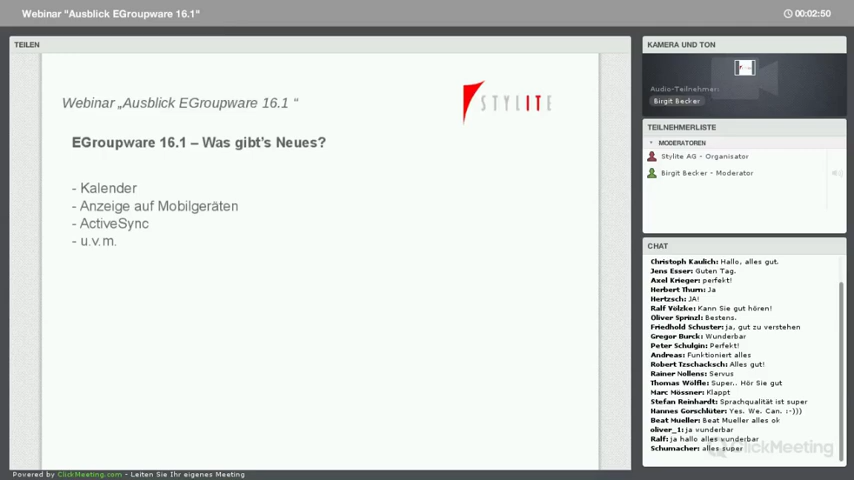 Webinar "Ausblick EGroupware 16.1"
00:02:50
TEILEN
Webinar „Ausblick EGroupware 16.1 “
STYLITE
EGroupware 16.1 – Was gibt's Neues?
- Kalender
- Anzeige auf Mobilgeräten
- ActiveSync
- u.v.m.
KAMERA UND TON
Audio-Teilnehmer:
Birgit Becker
TEILNEHMERLISTE
MODERATOREN
Stylite AG - Organisator
Birgit Becker - Moderator
CHAT
Christoph Kaulich: Hallo, alles gut.
Jens Esser: Guten Tag.
Axel Krieger: perfekt!
Herbert Thurn: Ja
Hertzsch: JA!
Ralf Völzke: Kann Sie gut hören!
Oliver Sprinzl: Bestens.
Friedhold Schuster: ja, gut zu verstehen
Gregor Burck: Wunderbar
Peter Schulgin: Perfekt!
Andreas: Funktioniert alles
Robert Tzschacksch: Alles gut!
Rainer Nollens: Servus
Thomas Wölfle: Super.. Hör Sie gut
Marc Mössner: Klappt
Stefan Reinhardt: Sprachqualität ist super
Hannes Gorschlüter: Yes. We. Can. :-)))
Beat Mueller: Beat Mueller alles ok
oliver_1: ja wunderbar
Ralf: ja hallo alles wunderbar
Schumacher: alles super
ClickMeeting
Powered by ClickMeeting.com - Leiten Sie Ihr eigenes Meeting